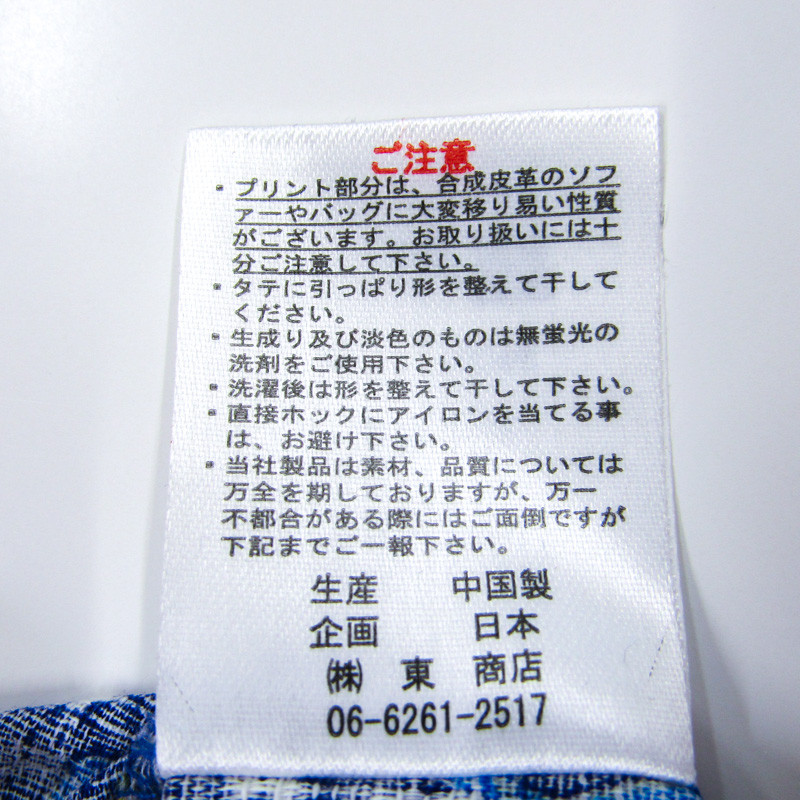 ご注意
・プリント部分は、合成皮革のソフ
ァーやバッグに大変移り易い性質
がございます。お取り扱いには十
分ご注意して下さい。
・タテに引っぱり形を整えて干して
ください。
・生成り及び淡色のものは無蛍光の
洗剤をご使用下さい。
・洗濯後は形を整えて干して下さい。
・直接ホックにアイロンを当てる事
は、お避け下さい。
・当社製品は素材、品質については
万全を期しておりますが、万一
不都合がある際にはご面倒ですが
下記までご一報下さい。
生産 中国製
企画 日本
㈱ 東 商店
06-6261-2517